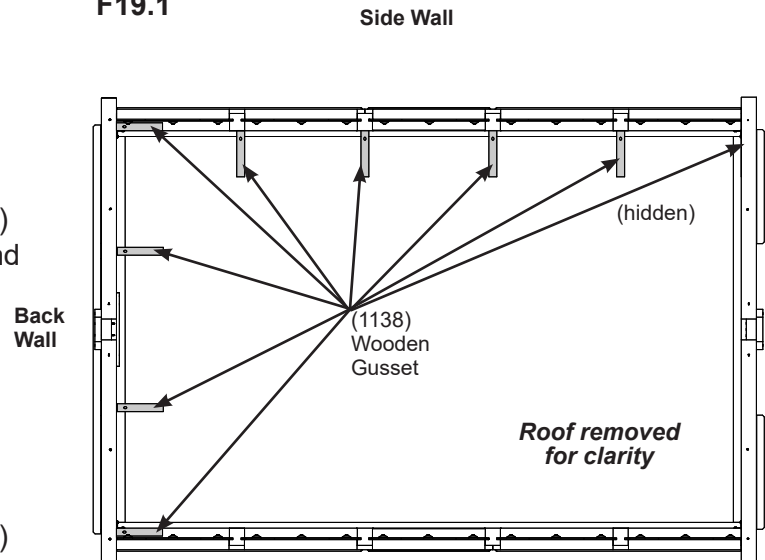 F19.1
Side Wall
)
(hidden)
Back
Wall
(1138)
Wooden
Gusset
Roof removed
for clarity
)